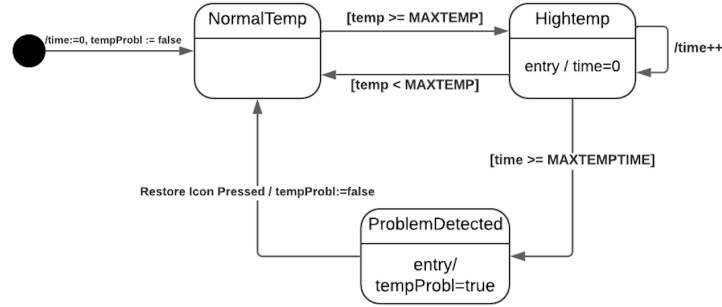 /time:=0, tempProbl := false
NormalTemp
[temp >= MAXTEMP]
Hightemp
entry / time=0
/time++
[temp < MAXTEMP]
[time >= MAXTEMPTIME]
Restore Icon Pressed / tempProbl:=false
ProblemDetected
entry/
tempProbl=true